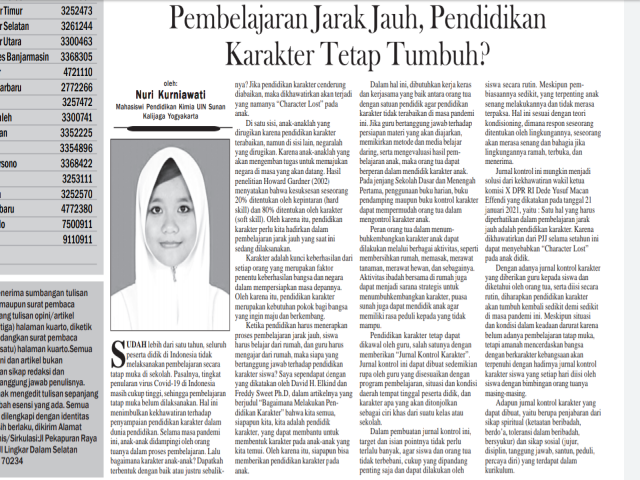 r Timur 3252473
r Selatan 3261244
r Utara 3300463
es Banjarmasin 3368305
r 4721110
arbaru 2772266
3257472
uleh 3300741
an 3352225
3354896
rsono 3368422
3253111
3252570
rbaru 4772380
lo 7500911
9110911
enerima sumbangan tulisan
maupun surat pembaca
ang tulisan opini/artikel
tiga) halaman kuarto, diketik
dangkan surat pembaca
satu) halaman kuarto.Semua
ini dan artikel bukan
an sikap redaksi dan
anggung jawab penulisnya.
ak mengedit tulisan sepanjang
bah esensi yang ada. Semua
dilengkapi dengan identitas
sih berlaku, dikirim Alamat
nis/Sirkulasi:Jl Pekapuran Raya
Jl Lingkar Dalam Selatan
70234
Pembelajaran Jarak Jauh, Pendidikan
Karakter Tetap Tumbuh?
oleh:
Nuri Kurniawati
Mahasiswi Pendidikan Kimia UIN Sunan
Kalijaga Yogyakarta
SUDAH lebih dari satu tahun, seluruh
peserta didik di Indonesia tidak
melaksanakan pembelajaran secara
tatap muka di sekolah. Pasalnya, tingkat
penularan virus Covid-19 di Indonesia
masih cukup tinggi, sehingga pembelajaran
tatap muka belum dilaksanakan. Hal ini
menimbulkan kekhawatiran terhadap
penyampaian pendidikan karakter dalam
dunia pendidikan. Selama masa pandemi
ini, anak-anak didampingi oleh orang
tuanya dalam proses pembelajaran. Lalu
bagaimana karakter anak-anak? Dapatkah
terbentuk dengan baik atau justru sebalik-
nya? Jika pendidikan karakter cenderung
diabaikan, maka dikhawatirkan akan terjadi
yang namanya “Character Lost” pada
anak.
Di satu sisi, anak-anaklah yang
dirugikan karena pendidikan karakter
terabaikan, namun di sisi lain, negaralah
yang dirugikan. Karena anak-anaklah yang
akan mengemban tugas untuk memajukan
negara di masa yang akan datang. Hasil
penelitian Howard Gardner (2002)
menyatakan bahwa kesuksesan seseorang
20% ditentukan oleh kepintaran (hard
skill) dan 80% ditentukan oleh karakter
(soft skill). Oleh karena itu, pendidikan
karakter perlu kita hadirkan dalam
pembelajaran jarak jauh yang saat ini
sedang dilaksanakan.
Karakter adalah kunci keberhasilan dari
setiap orang yang merupakan faktor
penentu keberhasilan bangsa dan negara
dalam mempersiapkan masa depannya.
Oleh karena itu, pendidikan karakter
merupakan kebutuhan pokok bagi bangsa
yang ingin maju dan berkembang.
Ketika pendidikan harus menerapkan
proses pembelajaran jarak jauh, siswa
harus belajar dari rumah, dan guru harus
mengajar dari rumah, maka siapa yang
bertanggung jawab terhadap pendidikan
karakter siswa? Saya sependapat dengan
yang dikatakan oleh David H. Elkind dan
Freddy Sweet Ph.D, dalam artikelnya yang
berjudul “Bagaimana Melakukan Pen-
didikan Karakter” bahwa kita semua,
siapapun kita, kita adalah pendidik
karakter, yang dapat membantu untuk
membentuk karakter pada anak-anak yang
kita temui. Oleh karena itu, siapapun bisa
memberikan pendidikan karakter pada
anak.
Dalam hal ini, dibutuhkan kerja keras
dan kerjasama yang baik antara orang tua
dengan satuan pendidik agar pendidikan
karakter tidak terabaikan di masa pandemi
ini. Jika guru bertanggung jawab terhadap
persiapan materi yang akan diajarkan,
memikirkan metode dan media belajar
daring, serta mengevaluasi hasil pem-
belajaran anak, maka orang tua dapat
berperan dalam mendidik karakter anak.
Pada jenjang Sekolah Dasar dan Menengah
Pertama, penggunaan buku harian, buku
pendamping maupun buku kontrol karakter
dapat mempermudah orang tua dalam
mengontrol karakter anak.
Peran orang tua dalam menum-
buhkembangkan karakter anak dapat
dilakukan melalui berbagai aktivitas, seperti
membersihkan rumah, memasak, merawat
tanaman, merawat hewan, dan sebagainya.
Aktivitas ibadah bersama di rumah juga
dapat menjadi sarana strategis untuk
menumbuhkembangkan karakter, puasa
sunah juga dapat mendidik anak agar
memiliki rasa peduli kepada yang tidak
mampu.
Pendidikan karakter tetap dapat
dikawal oleh guru, salah satunya dengan
memberikan “Jurnal Kontrol Karakter”.
Jurnal kontrol ini dapat dibuat sedemikian
rupa oleh guru yang disesuaikan dengan
program pembelajaran, situasi dan kondisi
daerah tempat tinggal peserta didik, dan
karakter apa yang akan ditonjolkan
sebagai ciri khas dari suatu kelas atau
sekolah.
Dalam pembuatan jurnal kontrol ini,
target dan isian pointnya tidak perlu
terlalu banyak, agar siswa dan orang tua
tidak terbebani, cukup yang dipandang
penting saja dan dapat dilakukan oleh
siswa secara rutin. Meskipun pem-
biasaannya sedikit, yang terpenting anak
senang melakukannya dan tidak merasa
terpaksa. Hal ini sesuai dengan teori
kondisioning, dimana respon seseorang
ditentukan oleh lingkungannya, seseorang
akan merasa senang dan bahagia jika
lingkungannya ramah, terbuka, dan
menerima.
Jurnal kontrol ini mungkin menjadi
solusi dari kekhawatiran wakil ketua
komisi X DPR RI Dede Yusuf Macan
Effendi yang dikatakan pada tanggal 21
januari 2021, yaitu : Satu hal yang harus
diperhatikan dalam pembelajaran jarak
jauh adalah pendidikan karakter. Karena
dikhawatirkan dari PJJ selama setahun ini
dapat menyebabkan “Character Lost”
pada anak didik.
Dengan adanya jurnal kontrol karakter
yang diberikan guru kepada siswa dan
diketahui oleh orang tua, serta diisi secara
rutin, diharapkan pendidikan karakter
akan tumbuh kembali sedikit demi sedikit
di masa pandemi ini. Meskipun situasi
dan kondisi dalam keadaan darurat karena
belum adanya pembelajaran tatap muka,
tetapi amanah mencerdaskan bangsa
dengan berkarakter kebangsaan akan
terpenuhi dengan hadirnya jurnal kontrol
karakter siswa yang setiap hari diisi oleh
siswa dengan bimbingan orang tuanya
masing-masing.
Adapun jurnal kontrol karakter yang
dapat dibuat, yaitu berupa penjabaran dari
sikap spiritual (ketaatan beribadah,
berdo'a, toleransi dalam beribadah,
bersyukur) dan sikap sosial (jujur,
disiplin, tanggung jawab, santun, peduli,
percaya diri) yang terdapat dalam
kurikulum.